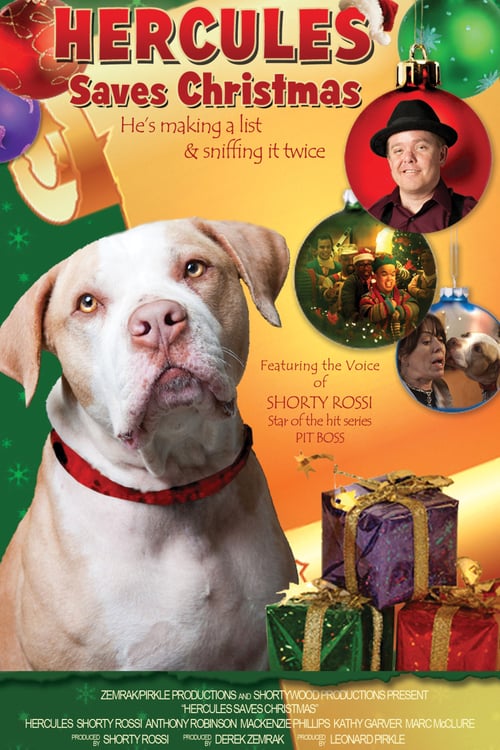 HERCULES
Saves Christmas
He's making a list
& sniffing it twice
Featuring the Voice
of
SHORTY ROSSI
Star of the hit series
PIT BOSS
ZEMRAK/PIRKLE PRODUCTIONS AND SHORTYWOOD PRODUCTIONS PRESENT
"HERCULES SAVES CHRISTMAS"
HERCULES SHORTY ROSSI ANTHONY ROBINSON MACKENZIE PHILLIPS KATHY GARVER MARC McCLURE
PRODUCED BY SHORTY ROSSI PRODUCED BY DEREK ZEMRAK PRODUCED BY LEONARD PIRKLE